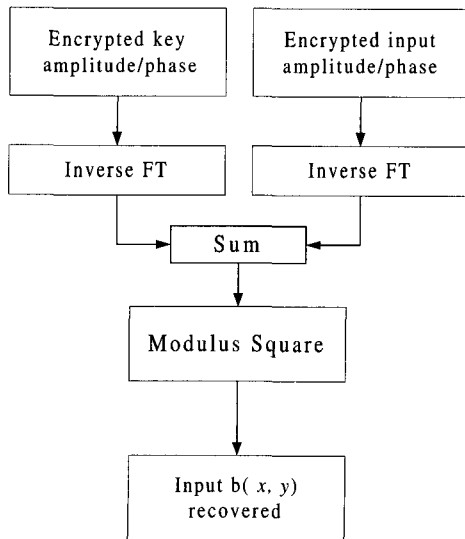 Encrypted key
amplitude/phase
Encrypted input
amplitude/phase
Inverse FT
Inverse FT
Sum
Modulus Square
Input b( x, y)
recovered